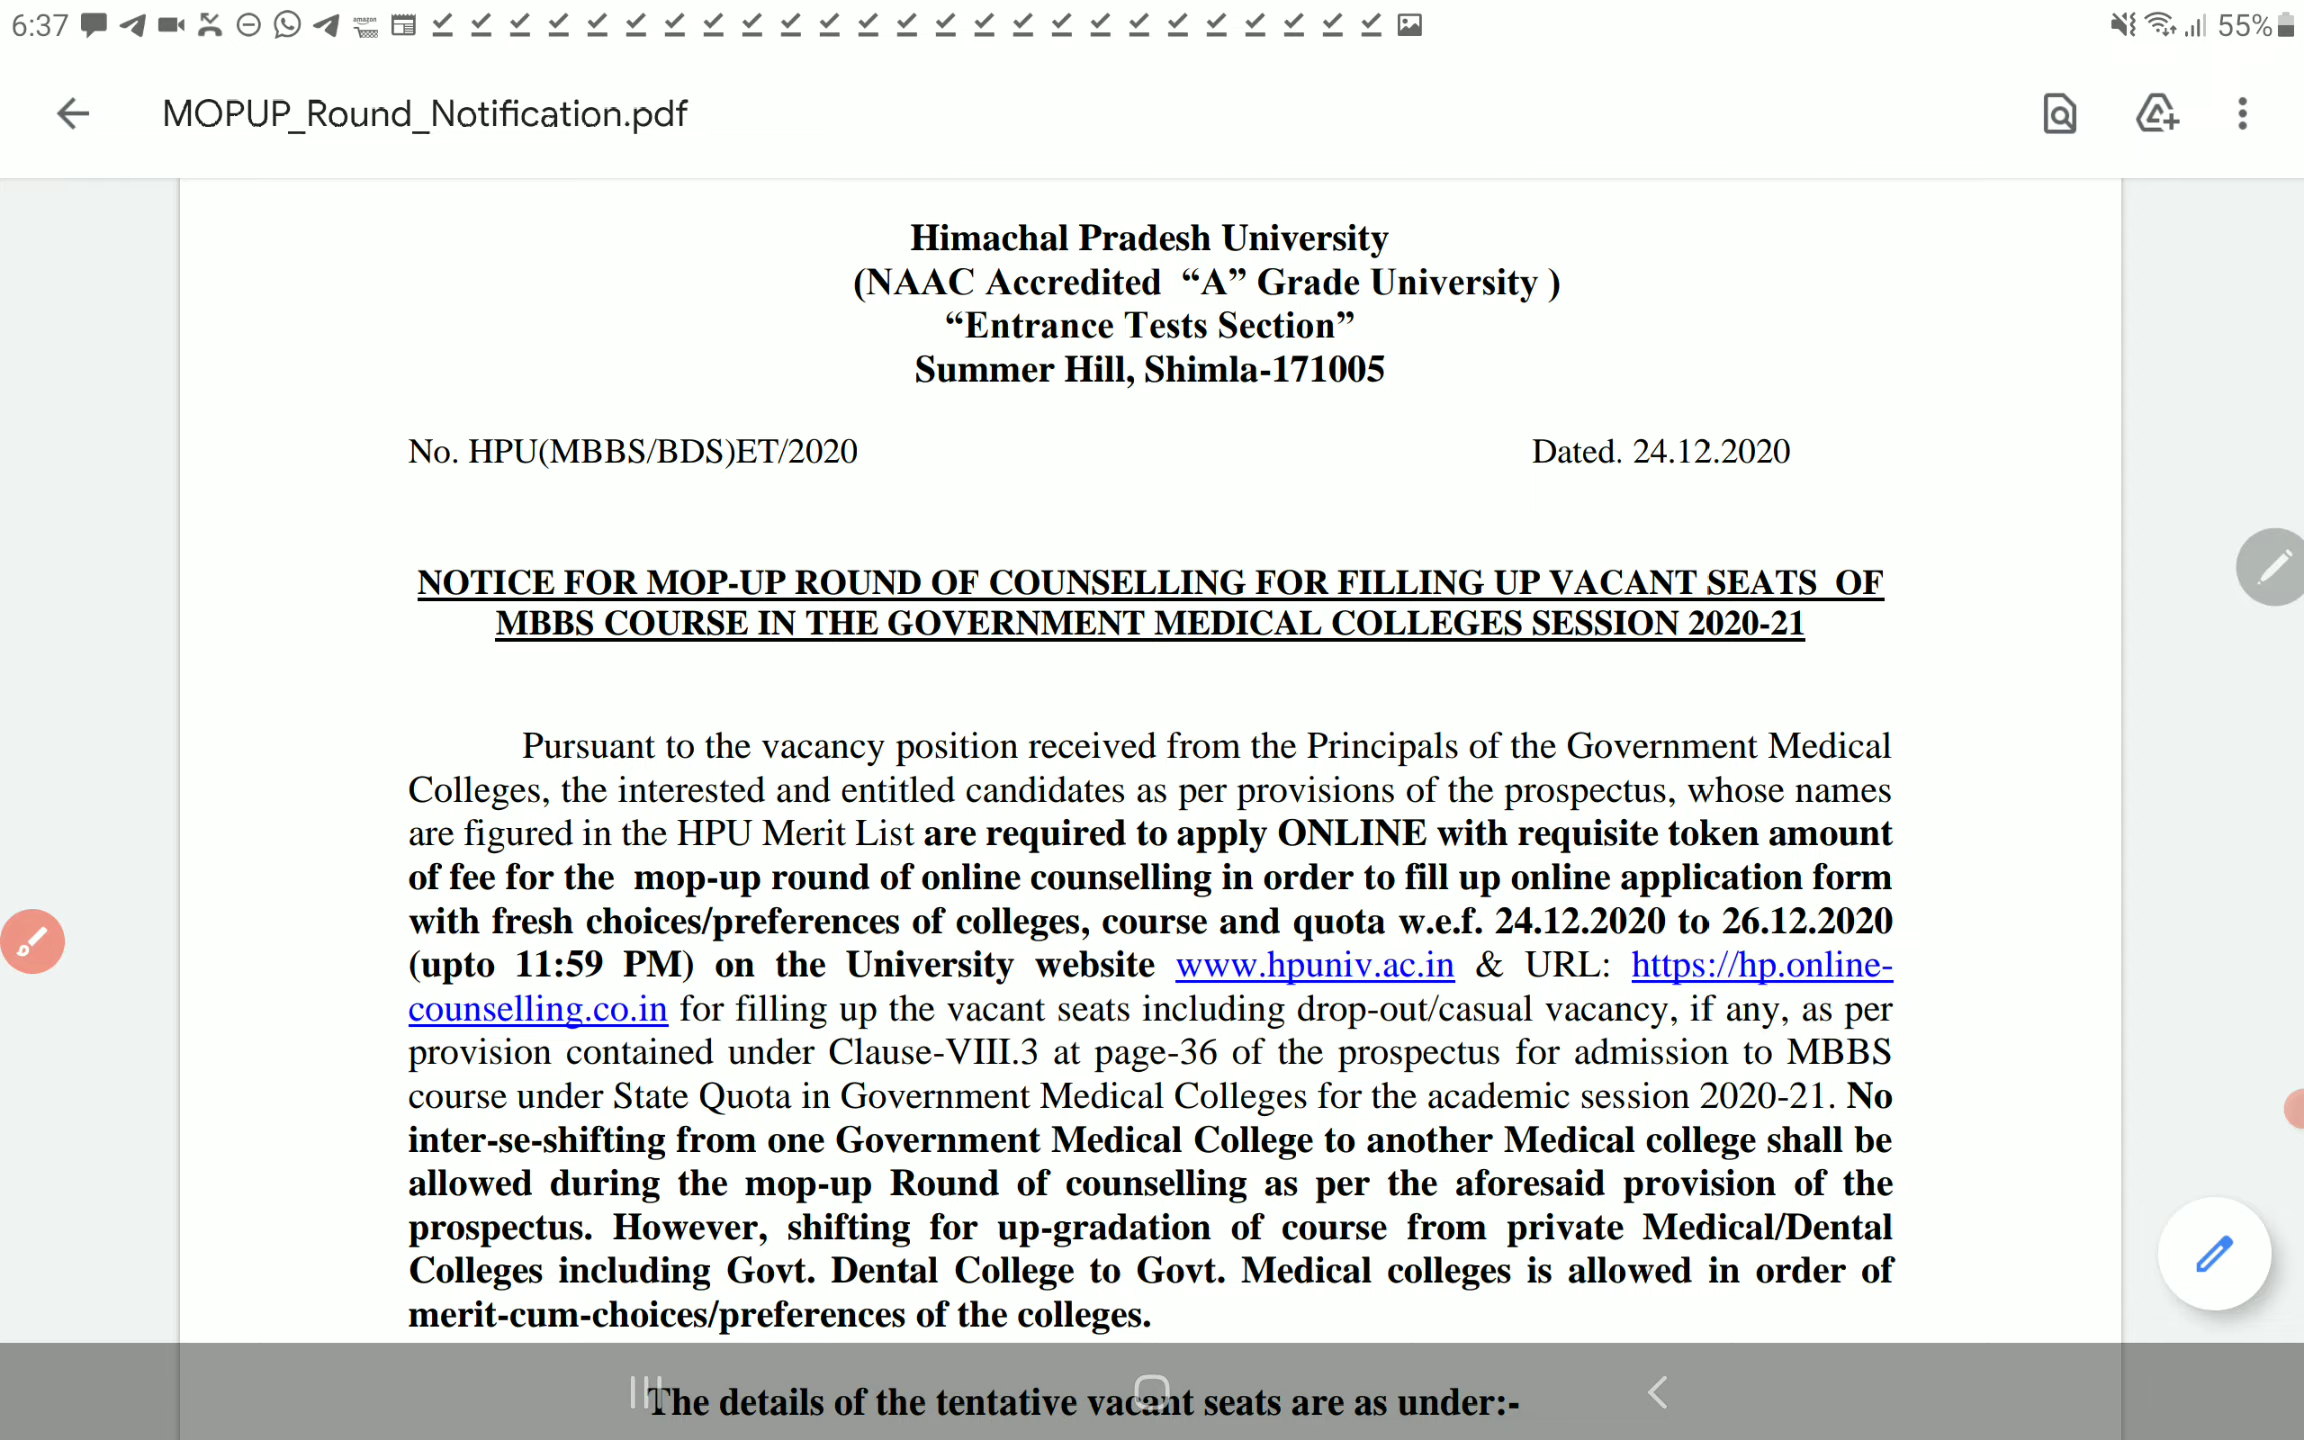 6:37
amazon
55%
MOPUP_Round_Notification.pdf
Himachal Pradesh University
(NAAC Accredited  “A” Grade University )
“Entrance Tests Section”
Summer Hill, Shimla-171005
No. HPU(MBBS/BDS)ET/2020 Dated. 24.12.2020
NOTICE FOR MOP-UP ROUND OF COUNSELLING FOR FILLING UP VACANT SEATS  OF
MBBS COURSE IN THE GOVERNMENT MEDICAL COLLEGES SESSION 2020-21
Pursuant to the vacancy position received from the Principals of the Government Medical
Colleges, the interested and entitled candidates as per provisions of the prospectus, whose names
are figured in the HPU Merit List are required to apply ONLINE with requisite token amount
of fee for the  mop-up round of online counselling in order to fill up online application form
with fresh choices/preferences of colleges, course and quota w.e.f. 24.12.2020 to 26.12.2020
(upto 11:59 PM) on the University website www.hpuniv.ac.in & URL: https://hp.online-
counselling.co.in for filling up the vacant seats including drop-out/casual vacancy, if any, as per
provision contained under Clause-VIII.3 at page-36 of the prospectus for admission to MBBS
course under State Quota in Government Medical Colleges for the academic session 2020-21. No
inter-se-shifting from one Government Medical College to another Medical college shall be
allowed during the mop-up Round of counselling as per the aforesaid provision of the
prospectus. However, shifting for up-gradation of course from private Medical/Dental
Colleges including Govt. Dental College to Govt. Medical colleges is allowed in order of
merit-cum-choices/preferences of the colleges.
The details of the tentative vacant seats are as under:-